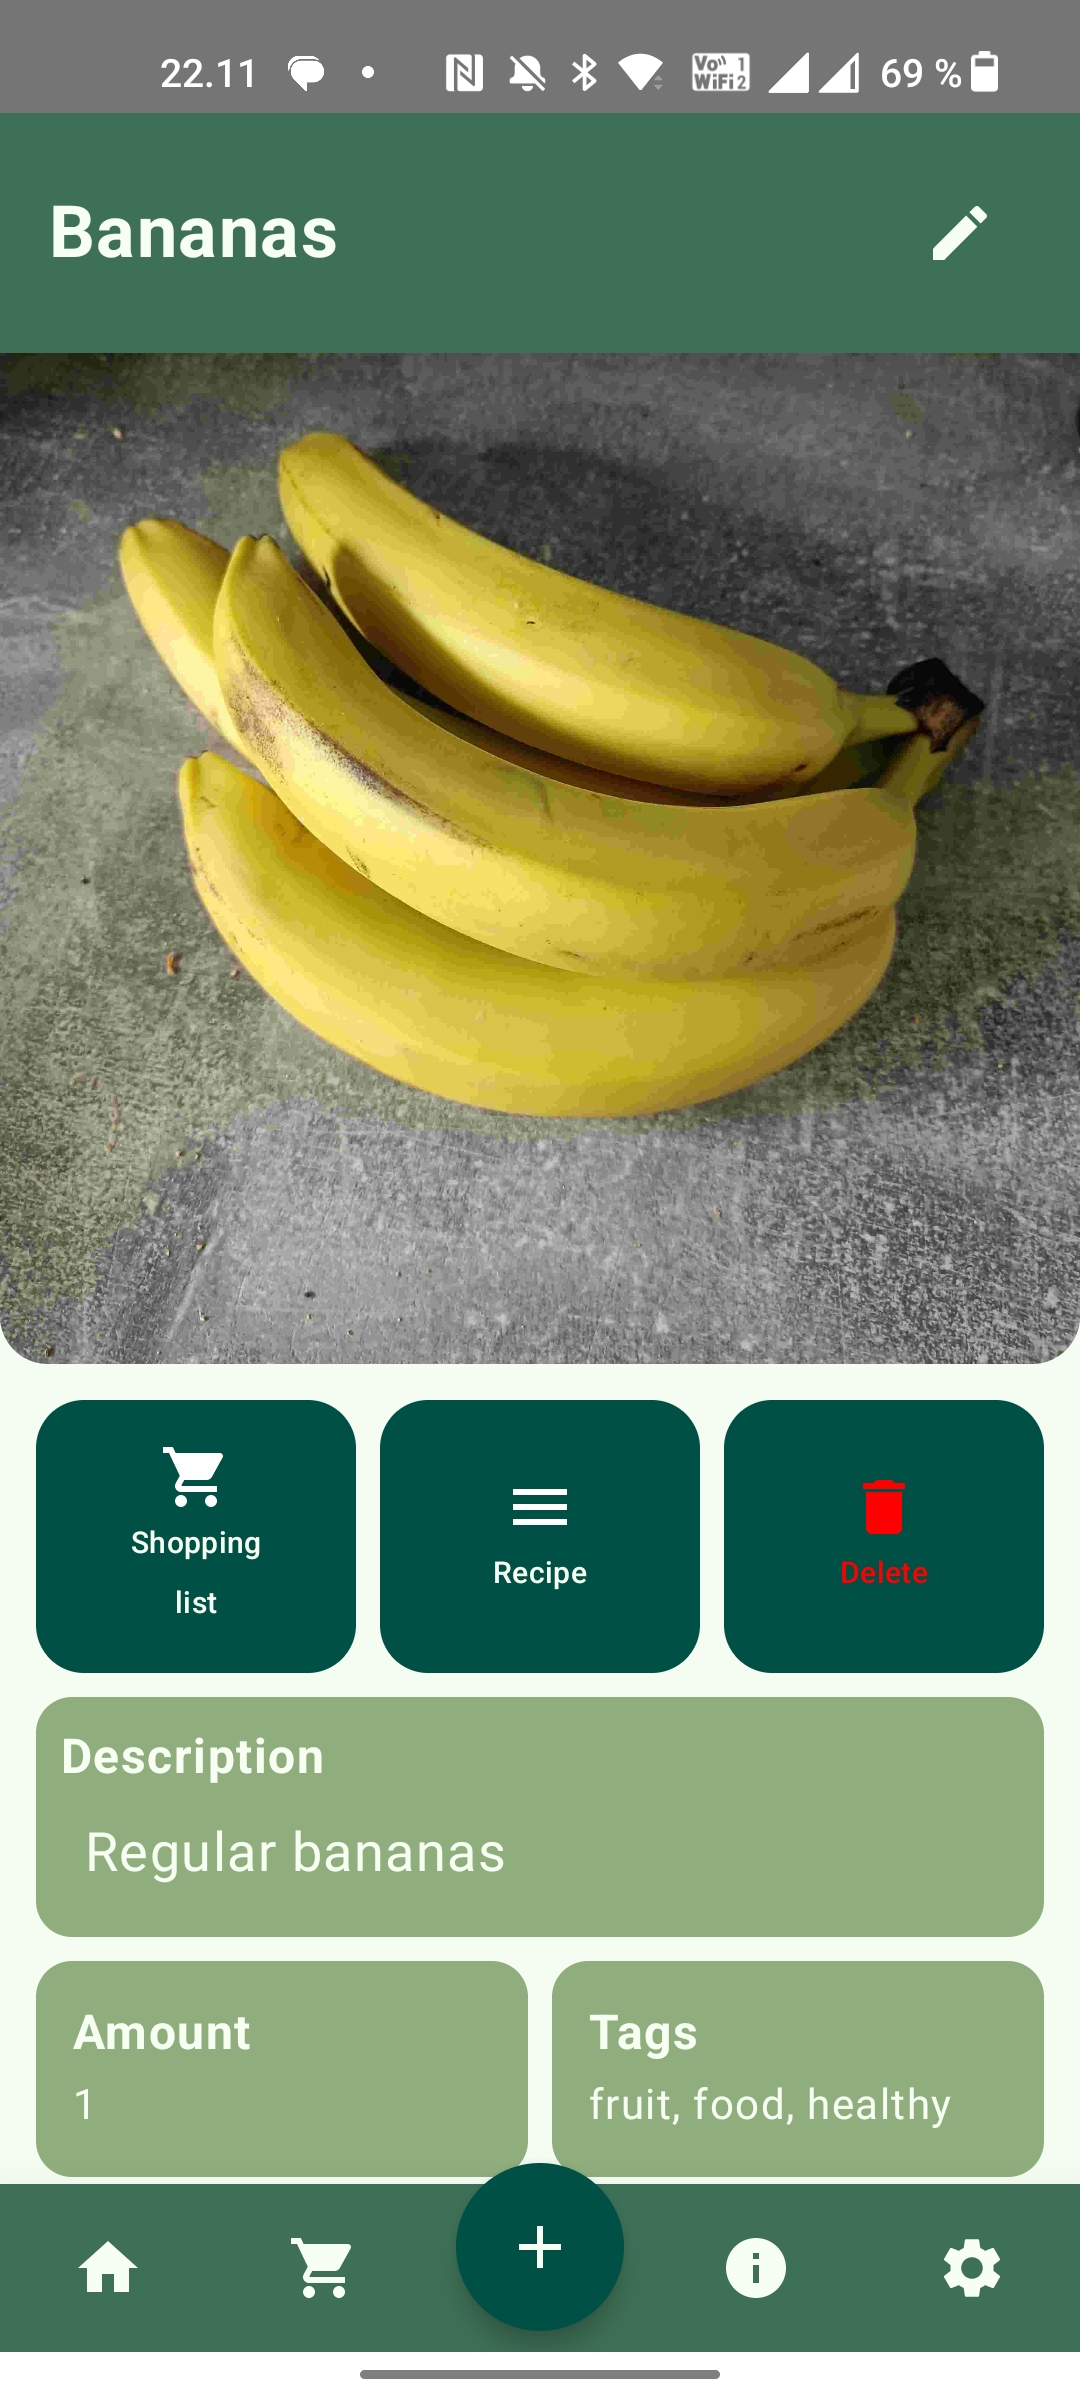 22.11
Vo 1
WiFi 2
69 %
Bananas
Shopping
list
Recipe
Delete
Description
Regular bananas
Amount
1
Tags
fruit, food, healthy